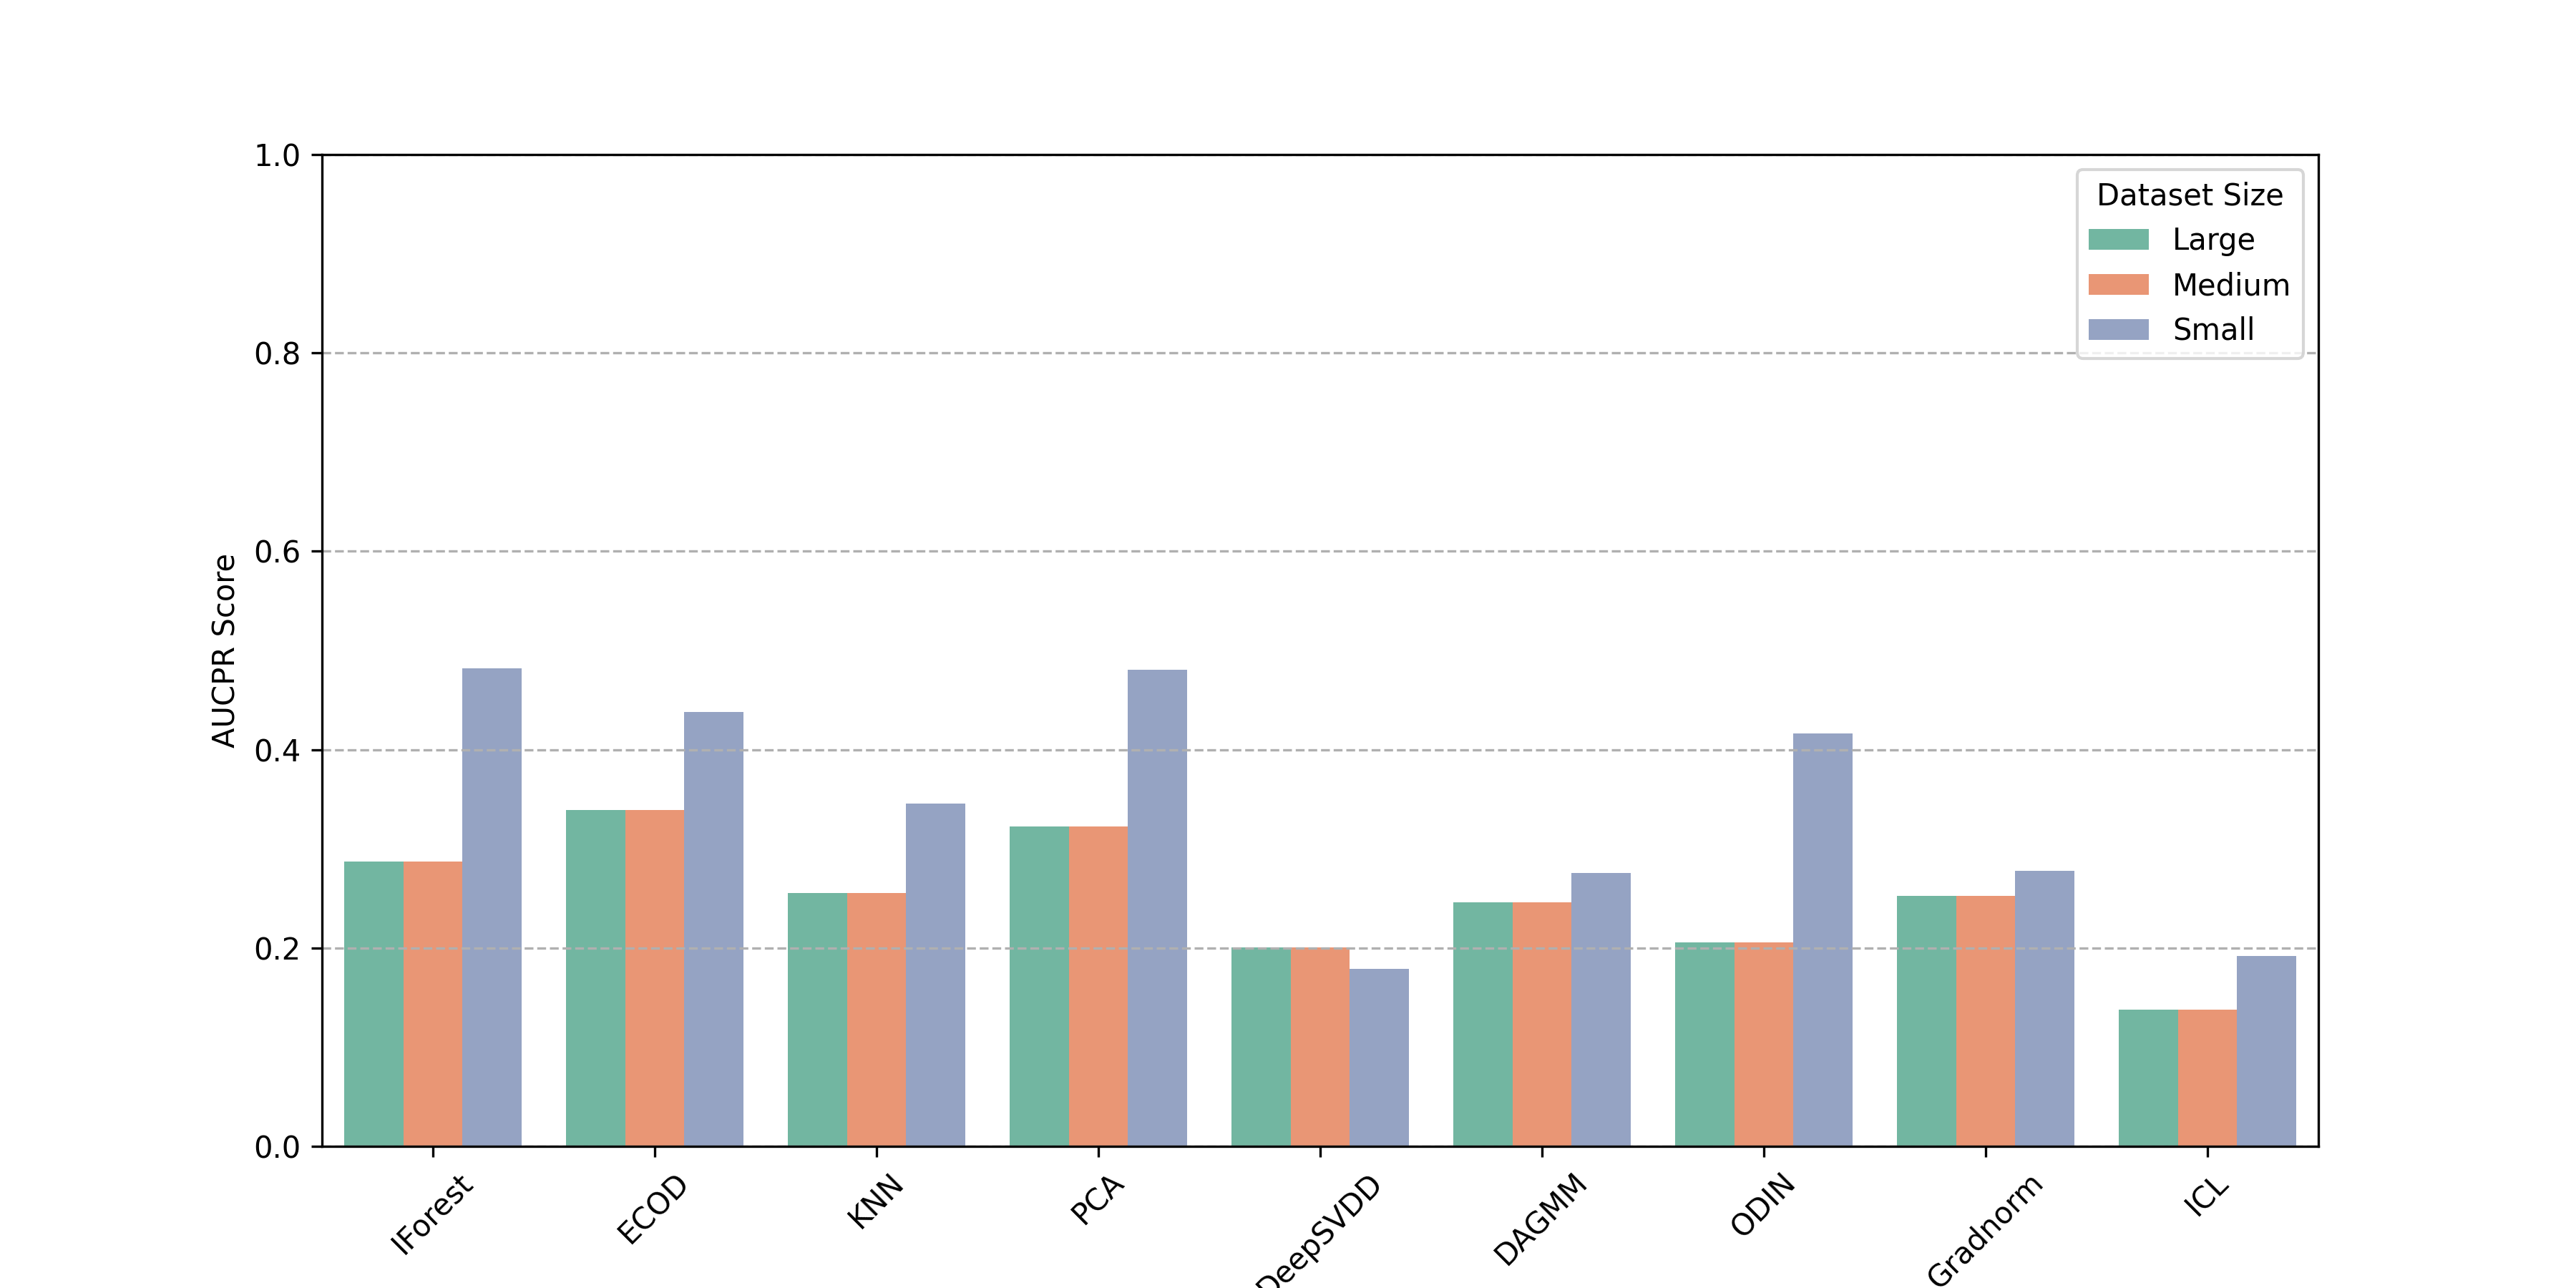 1.0
0.8
0.6
0.4
0.2
0.0
AUCPR Score
Dataset Size
Large
Medium
Small
IForest
ECOD
KNN
PCA
DeepSVDD
DAGMM
ODIN
Gradnorm
ICL